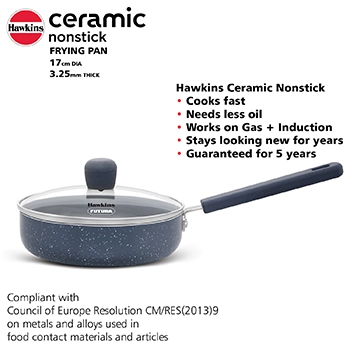 Hawkins
ceramic
nonstick
FRYING PAN
17cm DIA
3.25mm THICK
Hawkins Ceramic Nonstick
• Cooks fast
• Needs less oil
• Works on Gas + Induction
• Stays looking new for years
• Guaranteed for 5 years
Hawkins
FUTURA
Compliant with
Council of Europe Resolution CM/RES(2013)9
on metals and alloys used in
food contact materials and articles